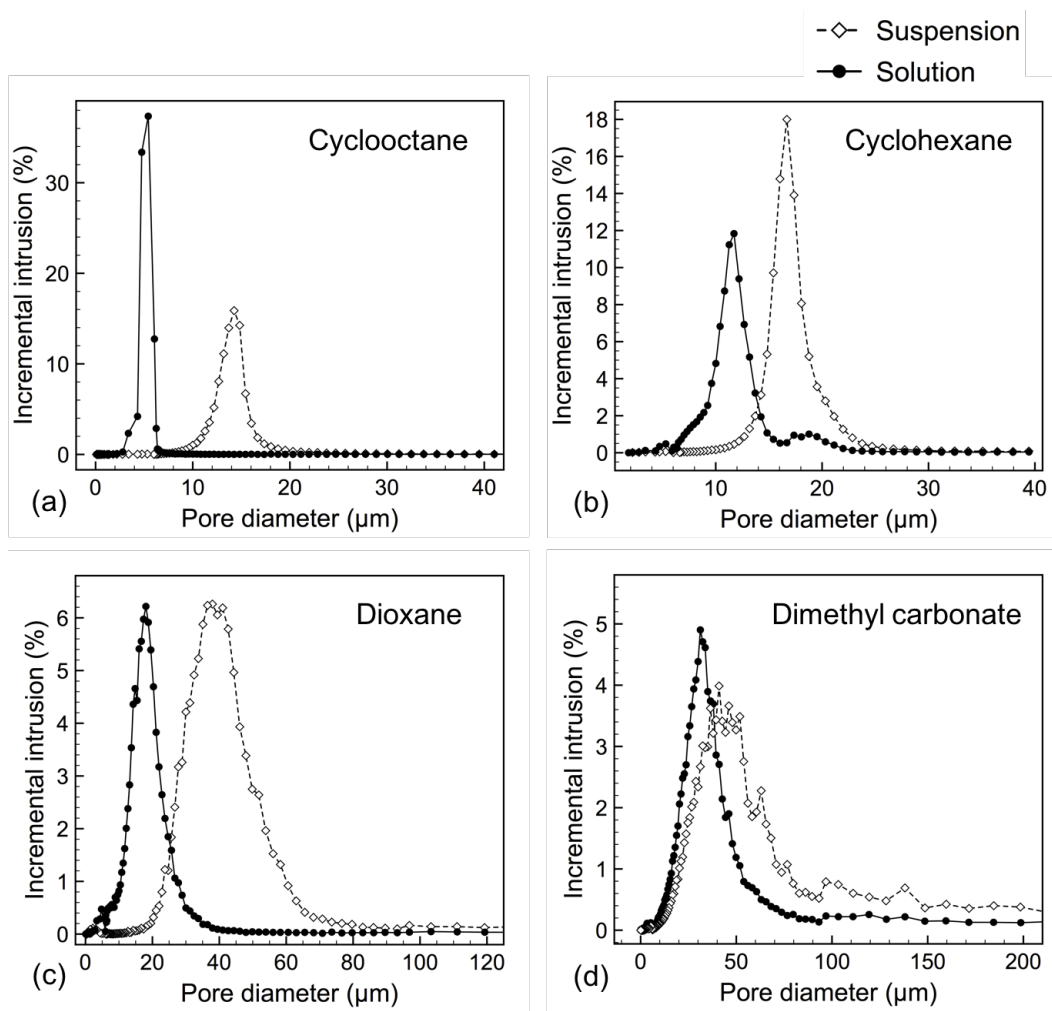 Suspension
Solution
Cyclooctane
Incremental intrusion (%)
30
20
10
0
0 10 20 30 40
(a)
Pore diameter (µm)
Cyclohexane
Incremental intrusion (%)
18
16
14
12
10
8
6
4
2
0
10 20 30 40
(b)
Pore diameter (µm)
Dioxane
Incremental intrusion (%)
6
5
4
3
2
1
0
0 20 40 60 80 100 120
(c)
Pore diameter (µm)
Dimethyl carbonate
Incremental intrusion (%)
5
4
3
2
1
0
0 50 100 150 200
(d)
Pore diameter (µm)